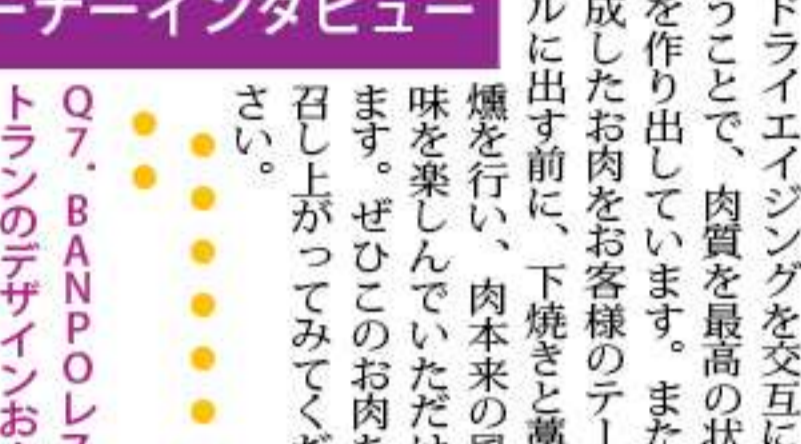 ーナーインタビュー
ドライエイジングを交互に
うことで、肉質を最高の状
を作り出しています。また
成したお肉をお客様のテー
ルに出す前に、下焼きと藁
燻を行い、肉本来の風
味を楽しんでいただけ
ます。ぜひこのお肉を
召し上がってみてくだ
さい。
Q7．BANPOレス
トランのデザインお